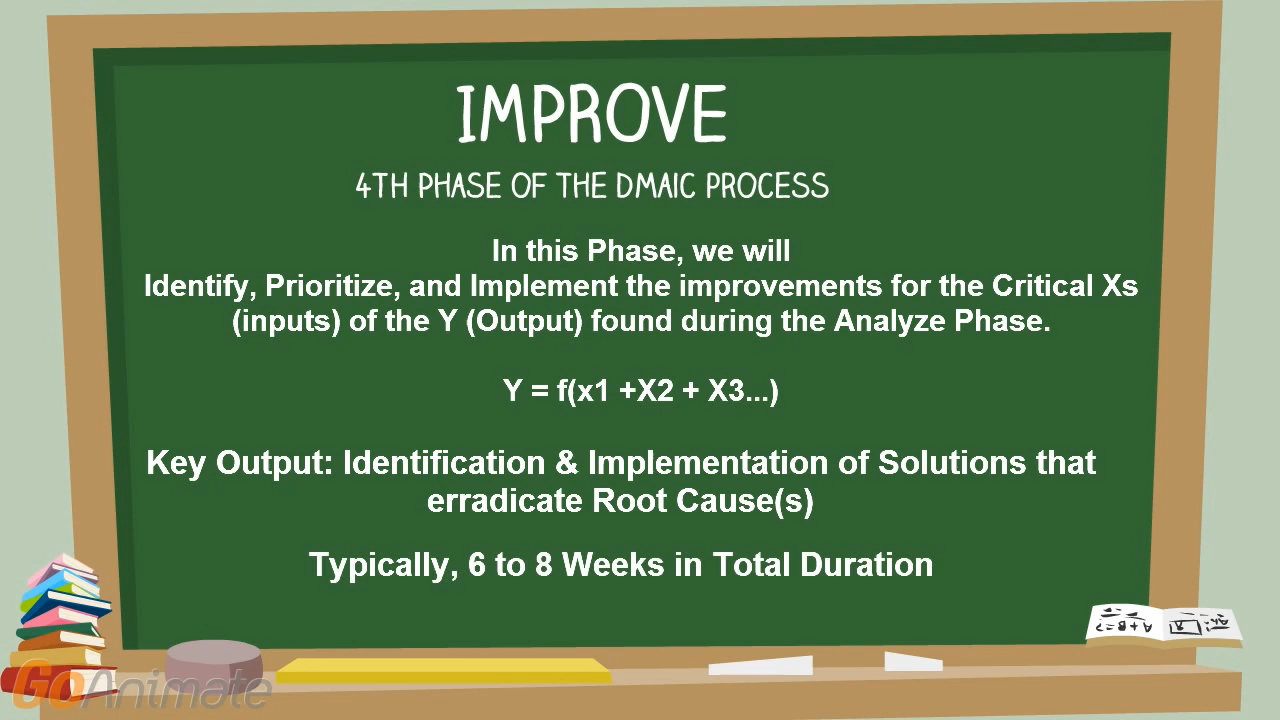 IMPROVE
4TH PHASE OF THE DMAIC PROCESS
In this Phase, we will
Identify, Prioritize, and Implement the improvements for the Critical Xs
(inputs) of the Y (Output) found during the Analyze Phase.
Y = f(x1 +X2 + X3...)
Key Output: Identification & Implementation of Solutions that
erradicate Root Cause(s)
Typically, 6 to 8 Weeks in Total Duration
A+B=?
GoAnimate